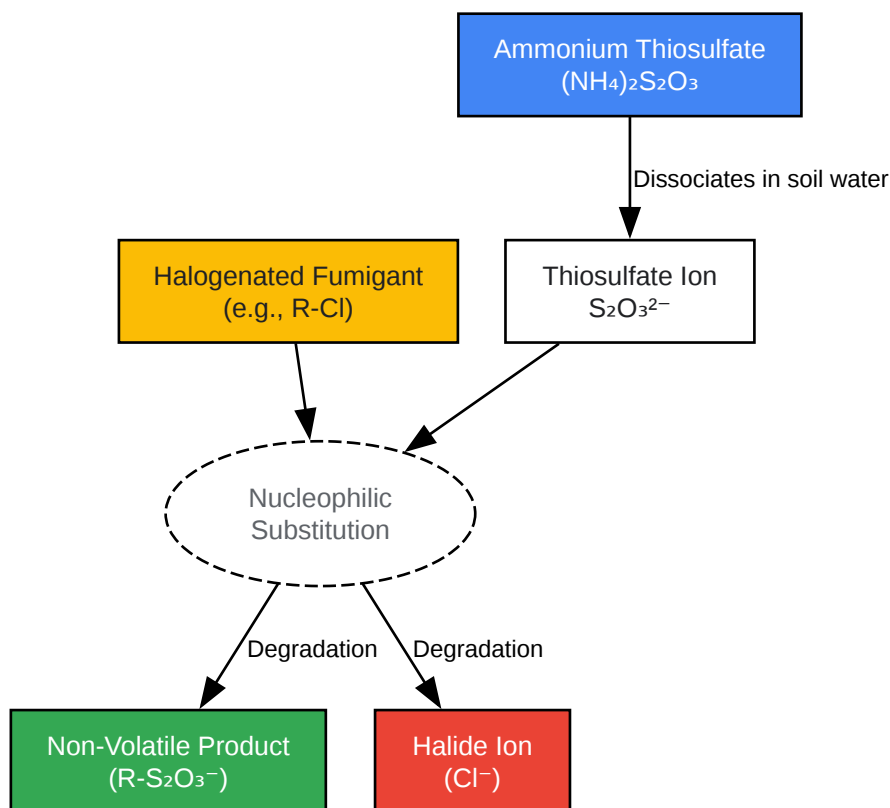 Ammonium Thiosulfate
(NH₄)₂S₂O₃
Dissociates in soil water
Halogenated Fumigant
(e.g., R-Cl)
Thiosulfate Ion
S₂O₃²⁻
Nucleophilic
Substitution
Degradation
Degradation
Non-Volatile Product
(R-S₂O₃⁻)
Halide Ion
(Cl⁻)